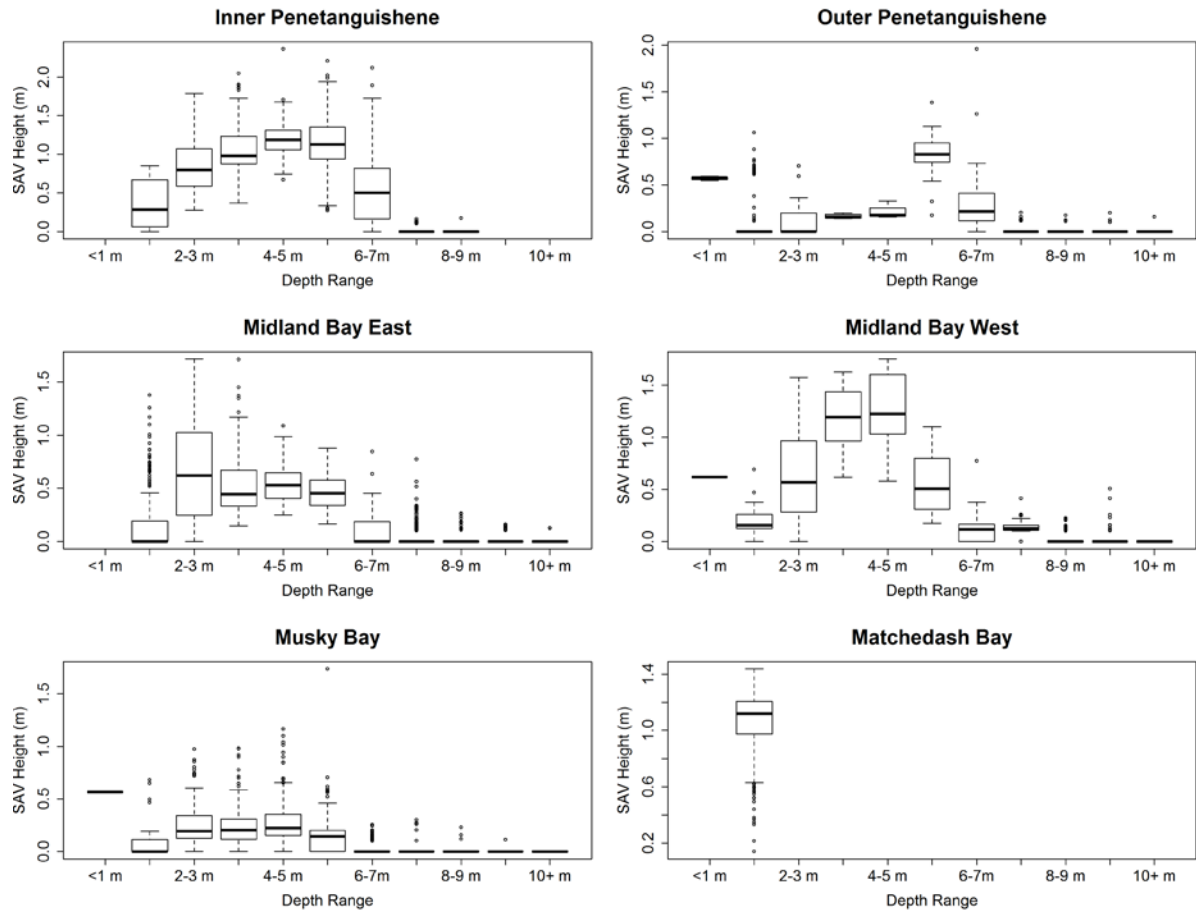 Inner Penetanguishene
SAV Height (m)
2.0
1.5
1.0
0.5
0.0
<1 m 2-3 m 4-5 m 6-7m 8-9 m 10+ m
Depth Range
Outer Penetanguishene
SAV Height (m)
2.0
1.5
1.0
0.5
0.0
<1 m 2-3 m 4-5 m 6-7m 8-9 m 10+ m
Depth Range
Midland Bay East
SAV Height (m)
1.5
1.0
0.5
0.0
<1 m 2-3 m 4-5 m 6-7m 8-9 m 10+ m
Depth Range
Midland Bay West
SAV Height (m)
1.5
1.0
0.5
0.0
<1 m 2-3 m 4-5 m 6-7m 8-9 m 10+ m
Depth Range
Musky Bay
SAV Height (m)
1.5
1.0
0.5
0.0
<1 m 2-3 m 4-5 m 6-7m 8-9 m 10+ m
Depth Range
Matchedash Bay
SAV Height (m)
1.4
1.0
0.6
0.2
<1 m 2-3 m 4-5 m 6-7m 8-9 m 10+ m
Depth Range